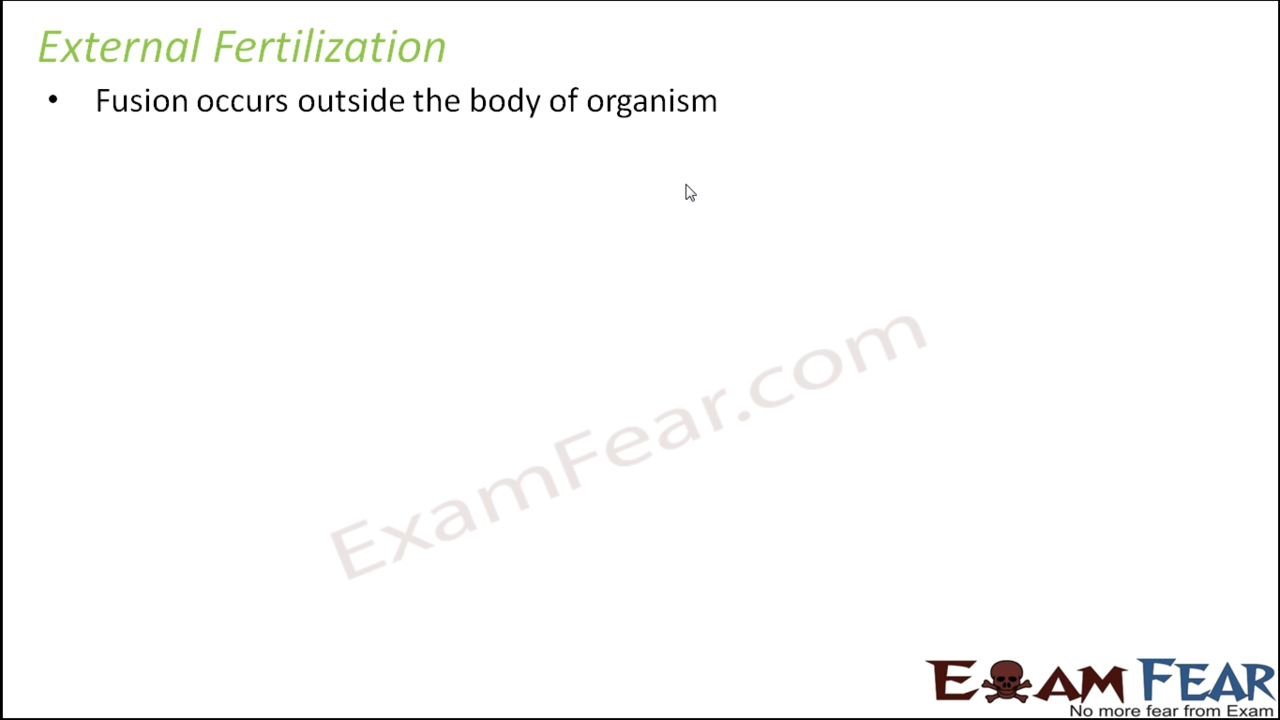 External Fertilization
• Fusion occurs outside the body of organism
ExamFear.com
EXAM FEAR
No more fear from Exam